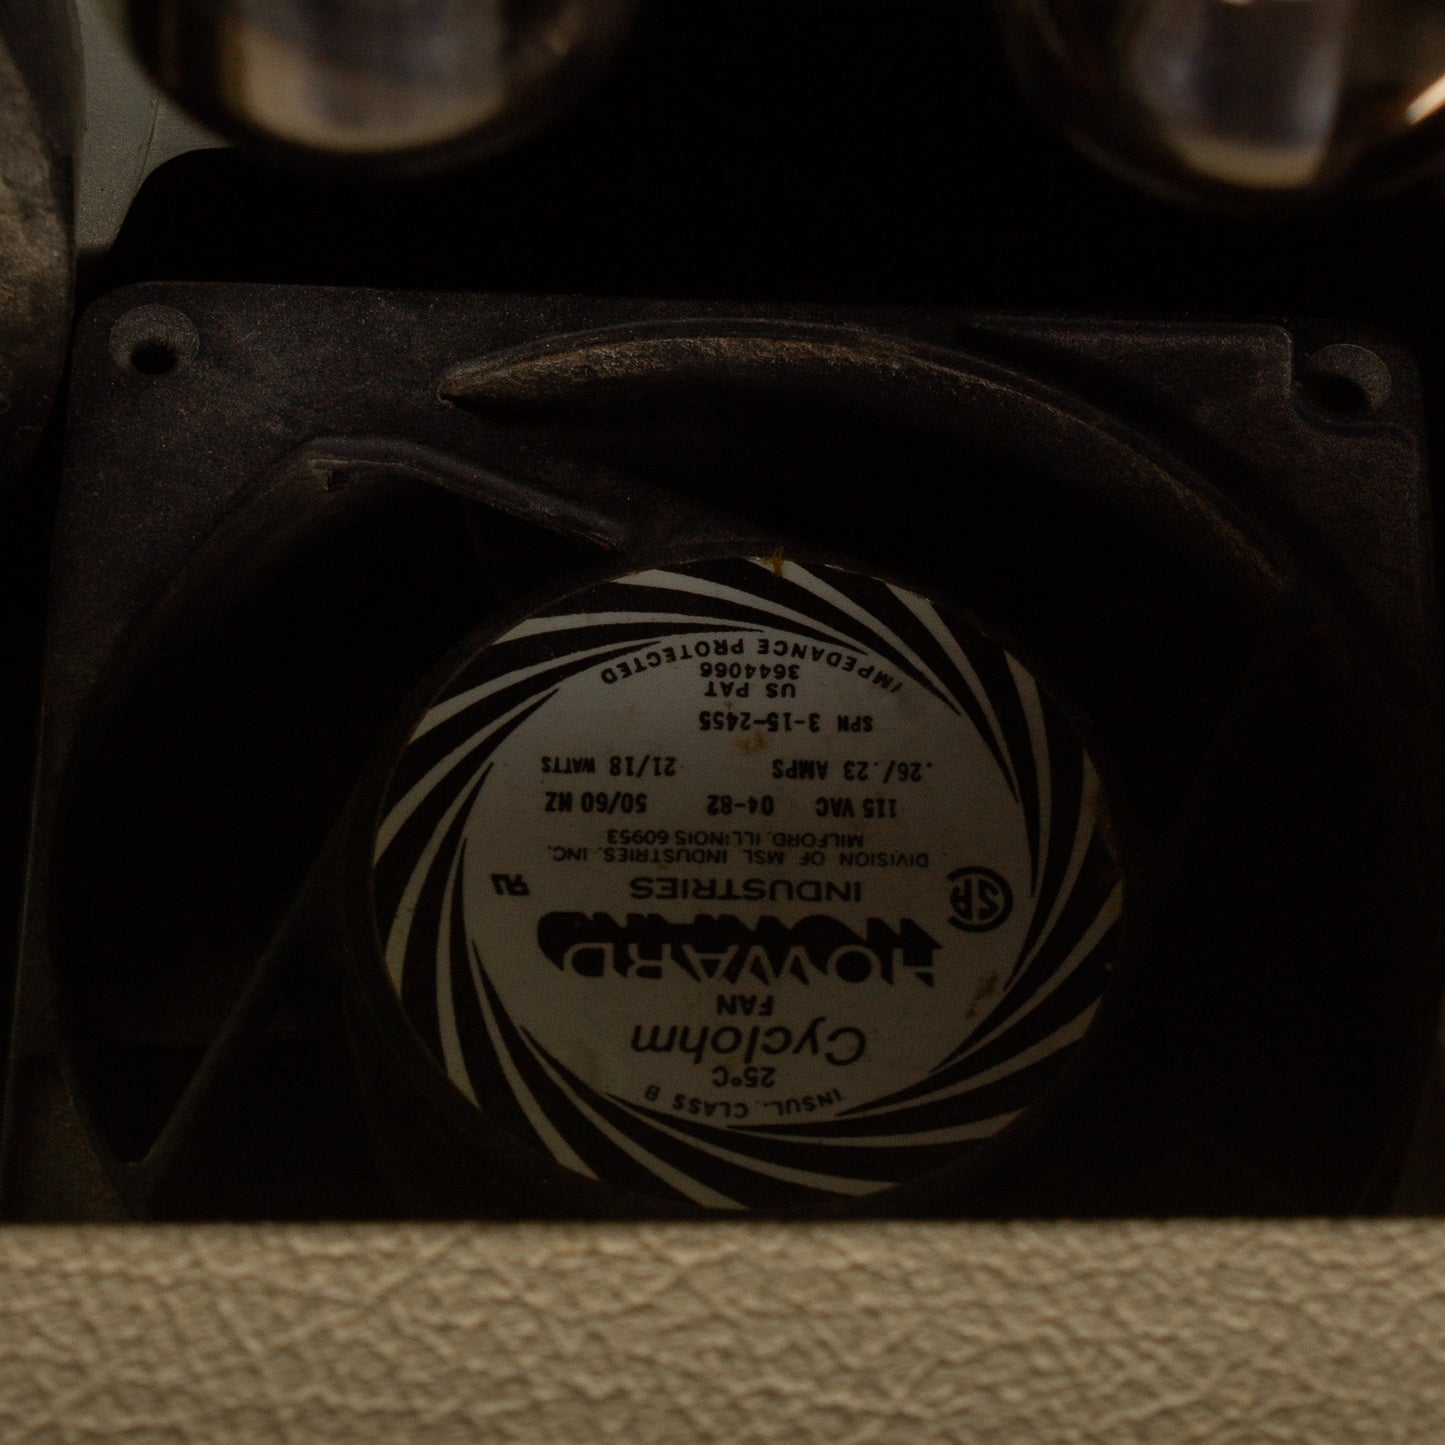 INSUL. CLASS B
25°C
Cyclohm
FAN
HOWARD
INDUSTRIES
DIVISION OF MSL INDUSTRIES, INC.
MILFORD, ILLINOIS 60953
115 VAC 04-82 50/60 HZ
.26/.23 AMPS 21/18 WATTS
SPN 3-15-2455
US PAT
3644066
IMPEDANCE PROTECTED